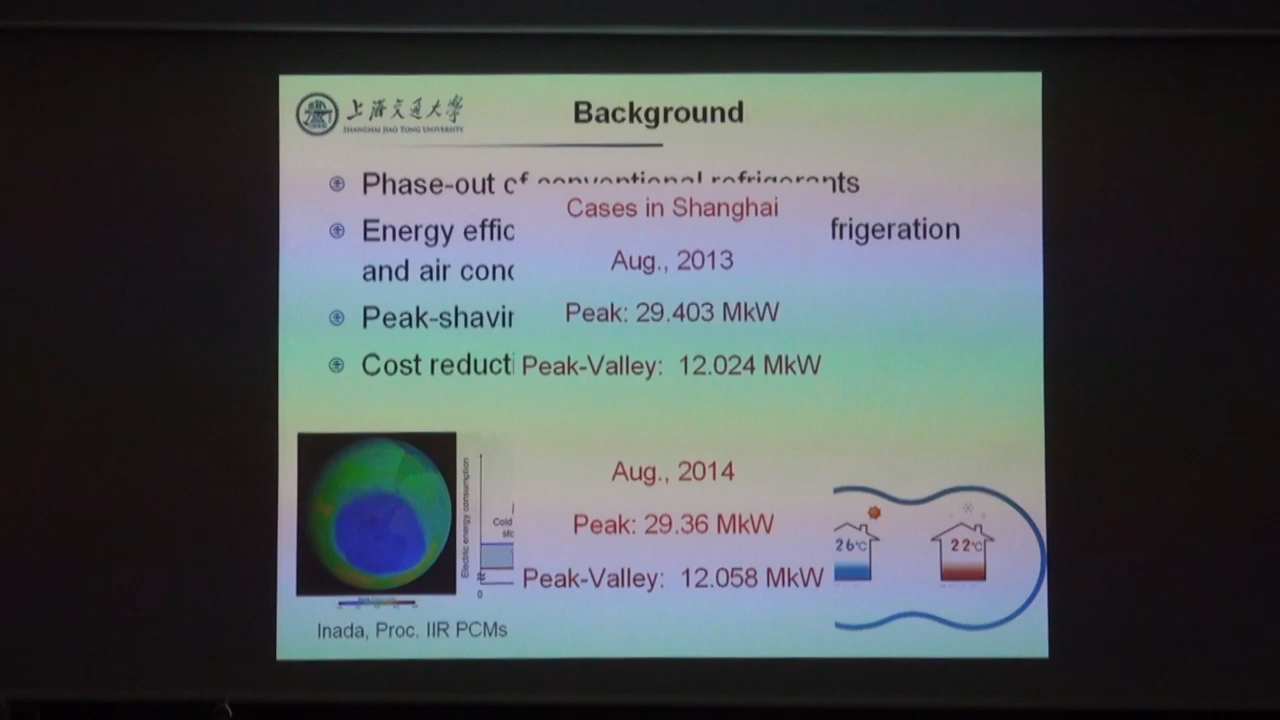 上海交通大学
SHANGHAI JIAO TONG UNIVERSITY
Background
Phase-out of conventional refrigerants
Energy effic
frigeration
and air conc
Peak-shavin
Cost reducti
Cases in Shanghai
Aug., 2013
Peak: 29.403 MkW
Peak-Valley: 12.024 MkW
Aug., 2014
Peak: 29.36 MkW
Peak-Valley: 12.058 MkW
Electric energy consumption
Cold
0
26℃
22℃
Inada, Proc. IIR PCMs